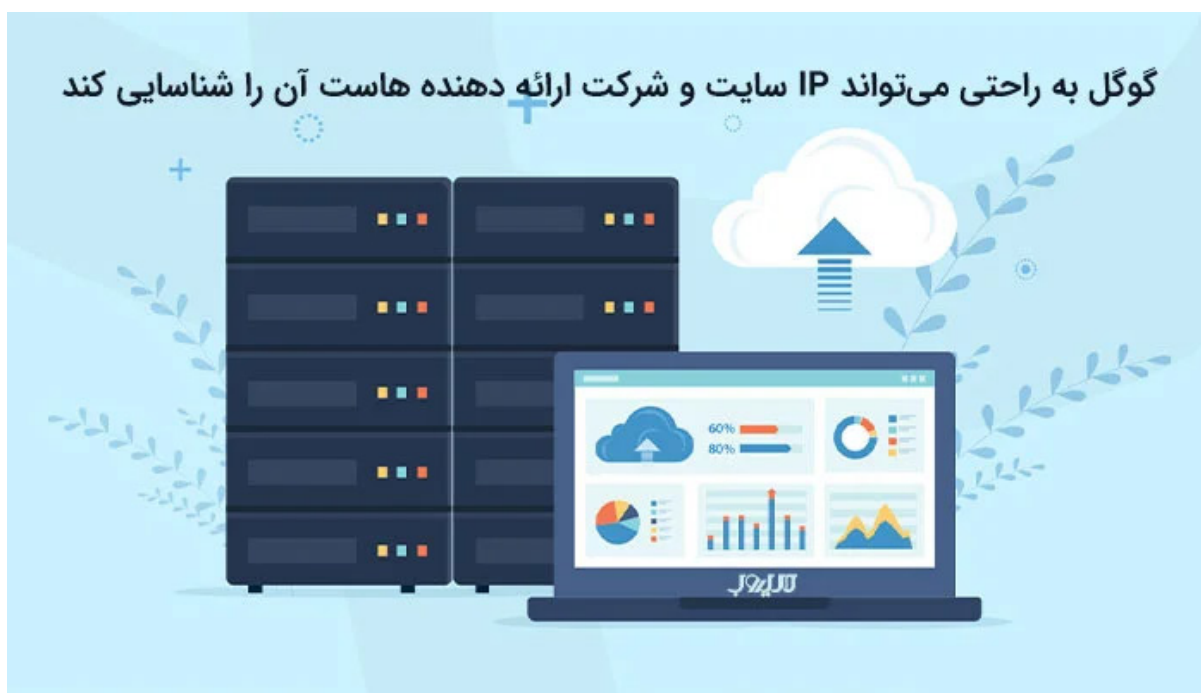 گوگل به راحتی می‌تواند IP سایت و شرکت ارائه دهنده هاست آن را شناسایی کند
60%
80%